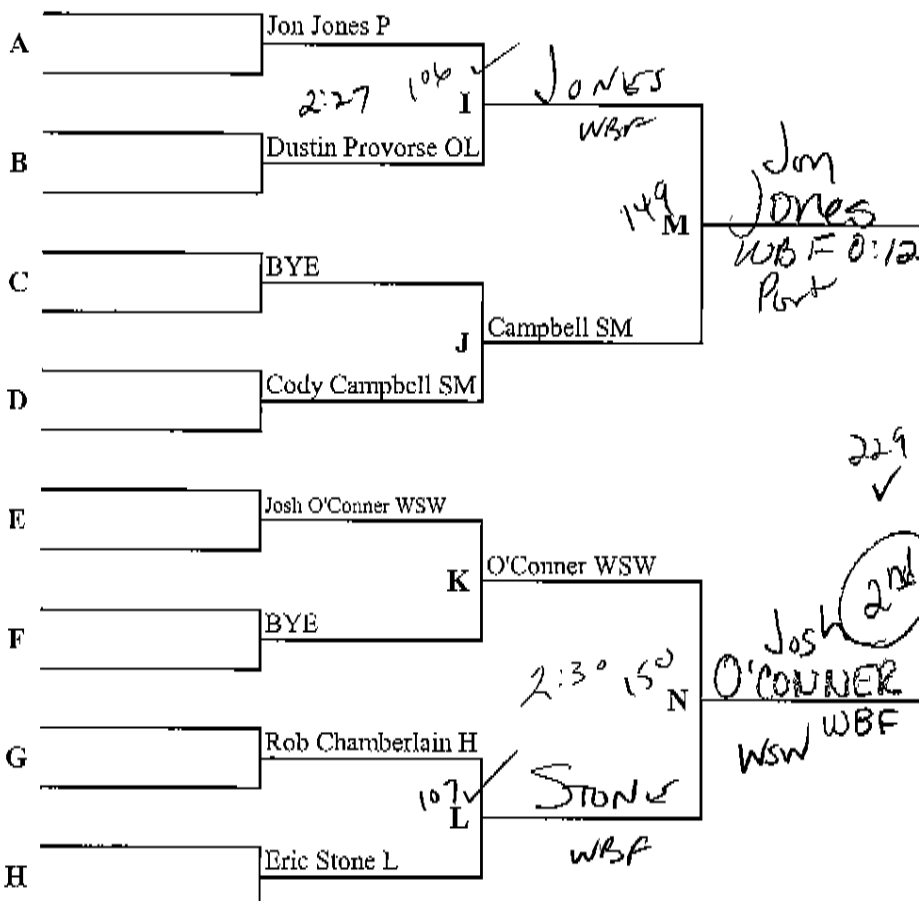 A
Jon Jones P
2:27
106
I
JONES
WBF
B
Dustin Provorse OL
149
M
Jon
Jones
WBF 0:12
Port
C
BYE
J
Campbell SM
D
Cody Campbell SM
229
E
Josh O'Conner WSW
K
O'Conner WSW
2nd
F
BYE
2:30
150
N
Josh
O'CONNER
WSW WBF
G
Rob Chamberlain H
107
L
STONE
WBF
H
Eric Stone L